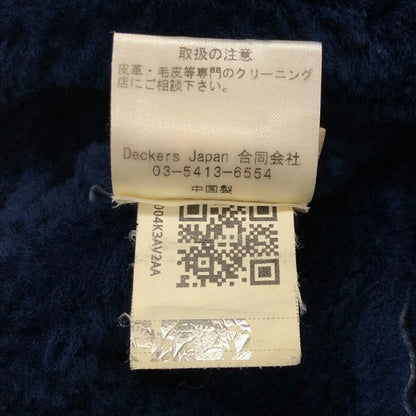 取扱の注意
皮革・毛皮等専門のクリーニング
店にご相談下さい。
Deckers Japan 合同会社
03-5413-6554
中国製
004K3AV2AA